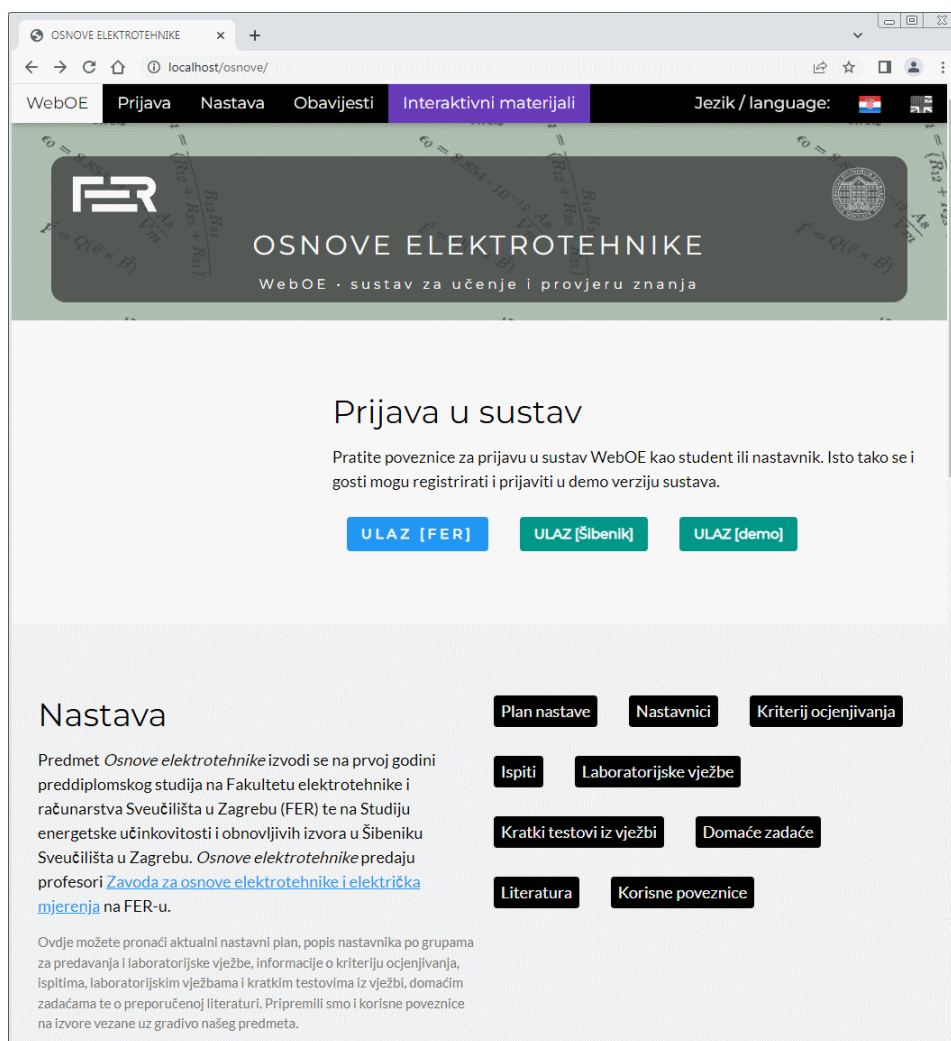 OSNOVE ELEKTROTEHNIKE
localhost/osnove/
WebOE Prijava Nastava Obavijesti Interaktivni materijali Jezik / language:
FER
OSNOVE ELEKTROTEHNIKE
WebOE · sustav za učenje i provjeru znanja
Prijava u sustav
Pratite poveznice za prijavu u sustav WebOE kao student ili nastavnik. Isto tako se i
gosti mogu registrirati i prijaviti u demo verziju sustava.
ULAZ [FER] ULAZ [Šibenik] ULAZ [demo]
Nastava
Predmet Osnove elektrotehnike izvodi se na prvoj godini
preddiplomskog studija na Fakultetu elektrotehnike i
računarstva Sveučilišta u Zagrebu (FER) te na Studiju
energetske učinkovitosti i obnovljivih izvora u Šibeniku
Sveučilišta u Zagrebu. Osnove elektrotehnike predaju
profesori Zavoda za osnove elektrotehnike i električka
mjerenja na FER-u.
Ovdje možete pronaći aktualni nastavni plan, popis nastavnika po grupama
za predavanja i laboratorijske vježbe, informacije o kriteriju ocjenjivanja,
ispitima, laboratorijskim vježbama i kratkim testovima iz vježbi, domaćim
zadaćama te o preporučenoj literaturi. Pripremili smo i korisne poveznice
na izvore vezane uz gradivo našeg predmeta.
Plan nastave Nastavnici Kriterij ocjenjivanja
Ispiti Laboratorijske vježbe
Kratki testovi iz vježbi Domaće zadaće
Literatura Korisne poveznice